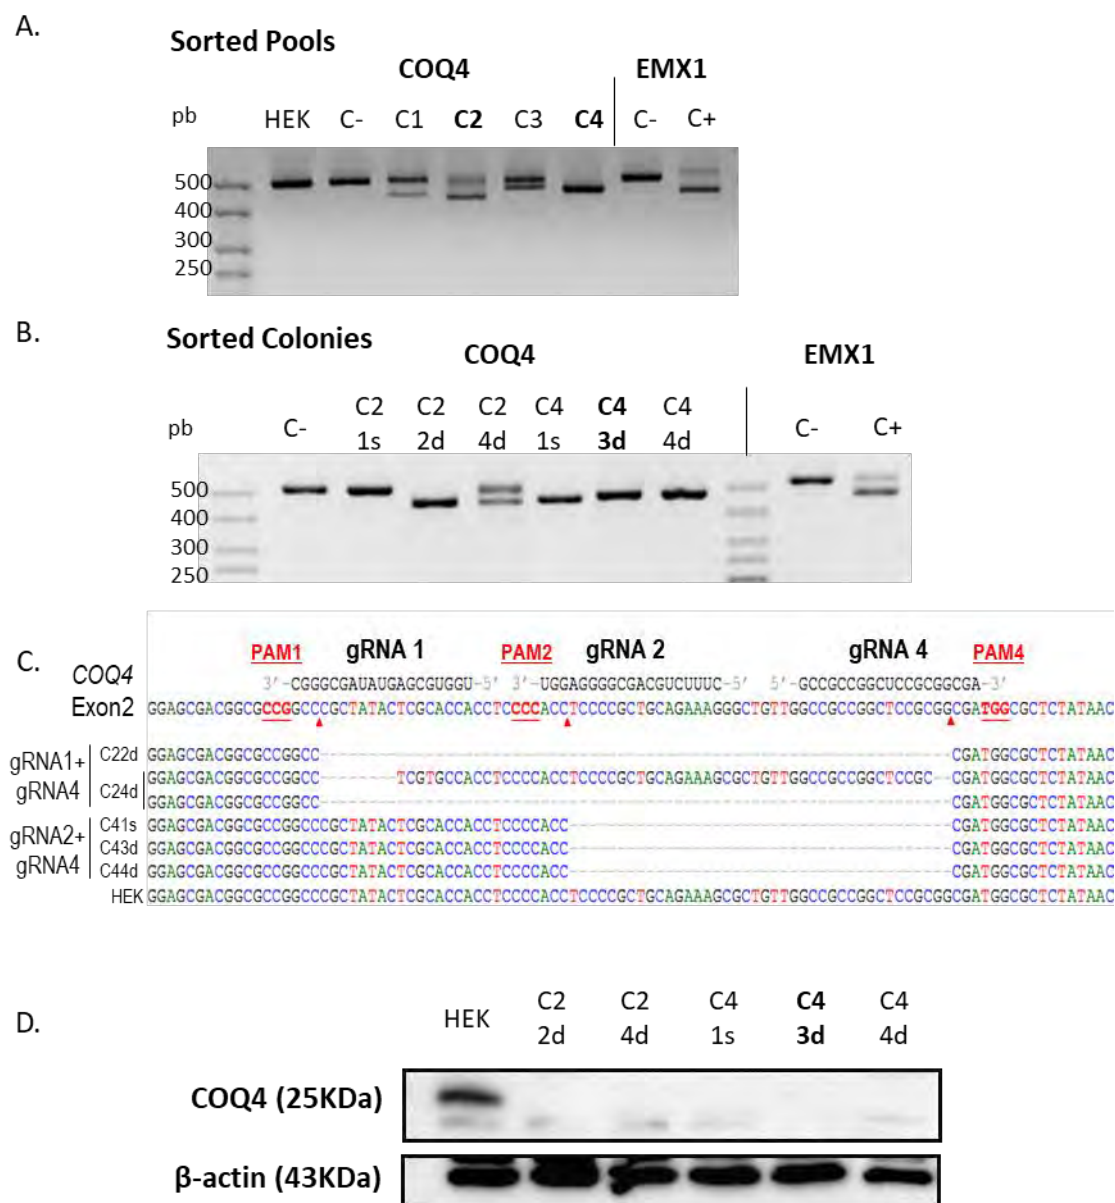 A.
Sorted Pools
COQ4 EMX1
pb HEK C- C1 C2 C3 C4 C- C+
500
400
300
250
B.
Sorted Colonies
COQ4 EMX1
C2 C2 C2 C4 C4 C4
pb C- 1s 2d 4d 1s 3d 4d C- C+
500
400
300
250
C.
PAM1 gRNA 1 PAM2 gRNA 2 gRNA 4 PAM4
COQ4 3'-CGGGCGAUAUGAGCGUGGU-5' 3'-UGGAGGGGCGACGUCUUUC-5' 5'-GCCGCCGGCUCCGCGGCGA-3'
Exon2 GGAGCGACGGCGCCGGCCCGCTATACTCGCACCACCTCCCCACCTCCCCGCTGCAGAAAGGGCTGTTGGCCGCCGGCTCCGCGGCGATGGCGCTCTATAAC
gRNA1+ gRNA4
C22d GGAGCGACGGCGCCGGCC CGATGGCGCTCTATAAC
C24d GGAGCGACGGCGCCGGCC TCGTGCCACCTCCCCACCTCCCCGCTGCAGAAAGCGCTGTTGGCCGCCGGCTCCGC CGATGGCGCTCTATAAC
GGAGCGACGGCGCCGGCC CGATGGCGCTCTATAAC
gRNA2+ gRNA4
C41s GGAGCGACGGCGCCGGCCCGCTATACTCGCACCACCTCCCCACC CGATGGCGCTCTATAAC
C43d GGAGCGACGGCGCCGGCCCGCTATACTCGCACCACCTCCCCACC CGATGGCGCTCTATAAC
C44d GGAGCGACGGCGCCGGCCCGCTATACTCGCACCACCTCCCCACC CGATGGCGCTCTATAAC
HEK GGAGCGACGGCGCCGGCCCGCTATACTCGCACCACCTCCCCACCTCCCCGCTGCAGAAAGCGCTGTTGGCCGCCGGCTCCGCGGCGATGGCGCTCTATAAC
D.
C2 C2 C4 C4 C4
HEK 2d 4d 1s 3d 4d
COQ4 (25KDa)
β-actin (43KDa)